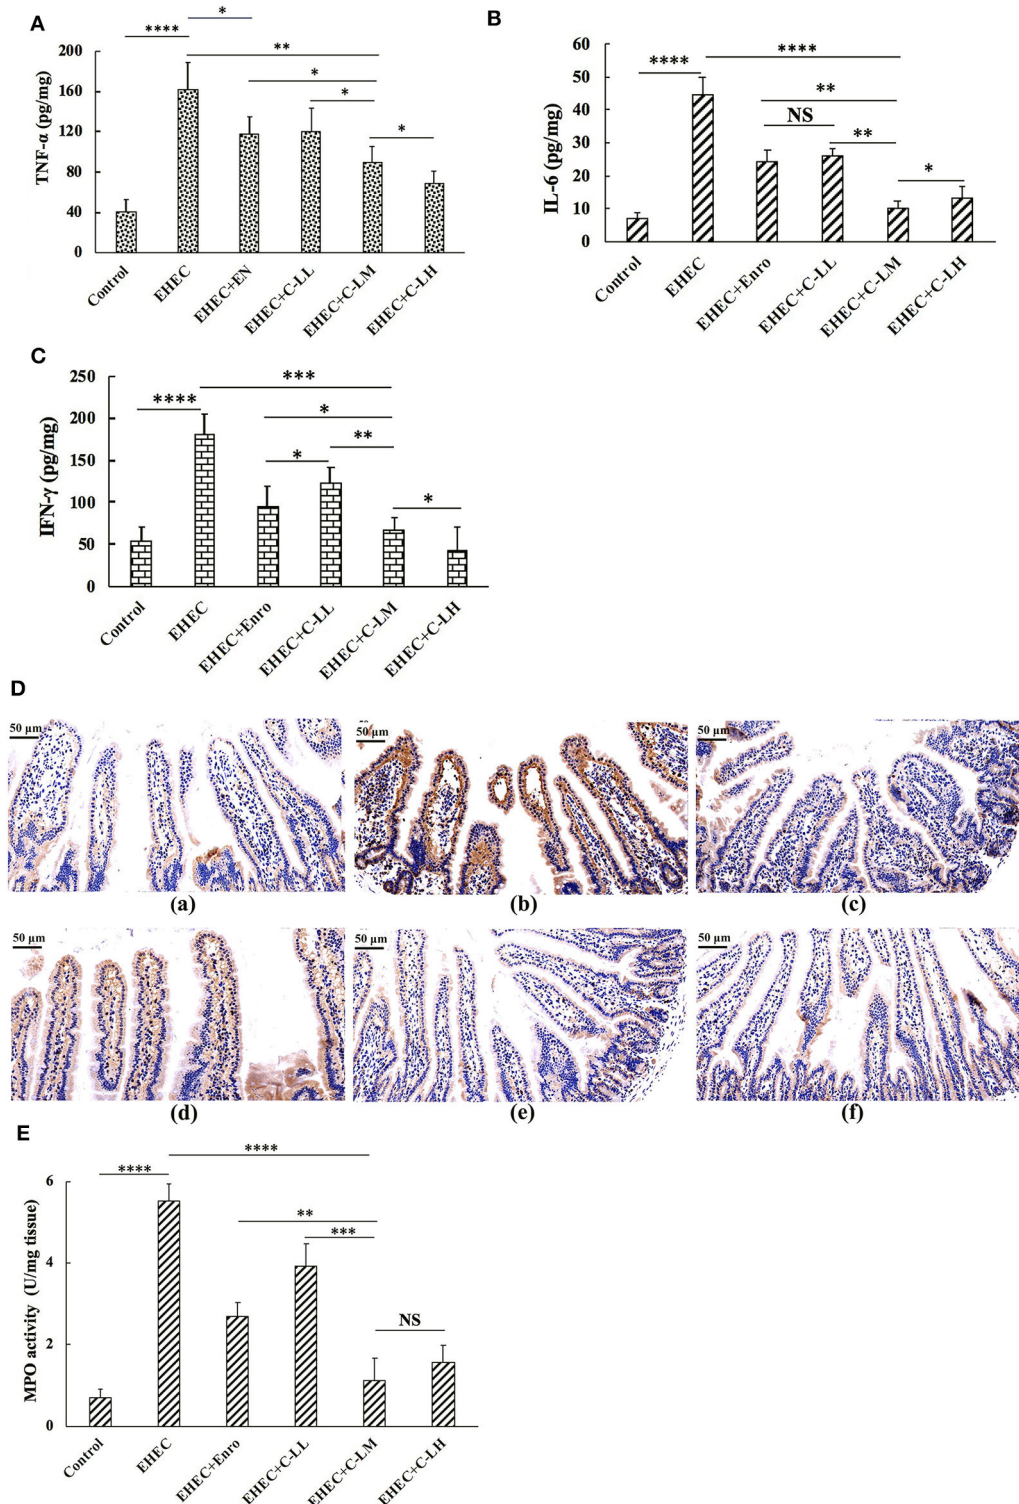 A
TNF-α (pg/mg)
200
160
120
80
40
0
****
*
**
*
*
*
Control
EHEC
EHEC+EN
EHEC+C-LL
EHEC+C-LM
EHEC+C-LH
B
IL-6 (pg/mg)
60
50
40
30
20
10
0
****
****
**
NS
**
*
Control
EHEC
EHEC+Enro
EHEC+C-LL
EHEC+C-LM
EHEC+C-LH
C
IFN-γ (pg/mg)
250
200
150
100
50
0
****
***
*
**
*
*
Control
EHEC
EHEC+Enro
EHEC+C-LL
EHEC+C-LM
EHEC+C-LH
D
50 μm
50 μm
50 μm
(a)
(b)
(c)
50 μm
50 μm
50 μm
(d)
(e)
(f)
E
MPO activity (U/mg tissue)
6
4
2
0
****
****
**
***
NS
Control
EHEC
EHEC+Enro
EHEC+C-LL
EHEC+C-LM
EHEC+C-LH